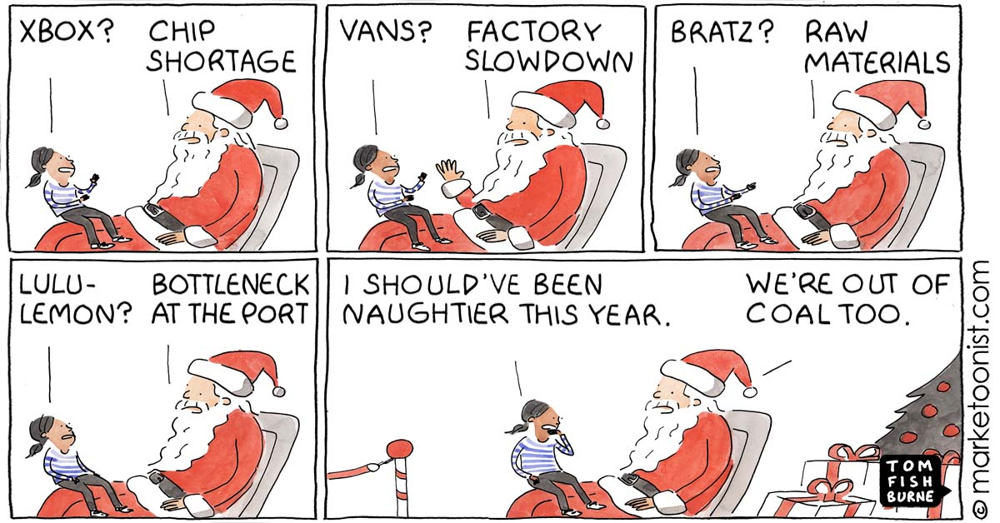 XBOX?
CHIP
SHORTAGE
VANS?
FACTORY
SLOWDOWN
BRATZ?
RAW
MATERIALS
LULU-
LEMON?
BOTTLENECK
AT THE PORT
I SHOULD'VE BEEN
NAUGHTIER THIS YEAR.
WE'RE OUT OF
COAL TOO.
TOM
FISH
BURNE
© marketoonist.com